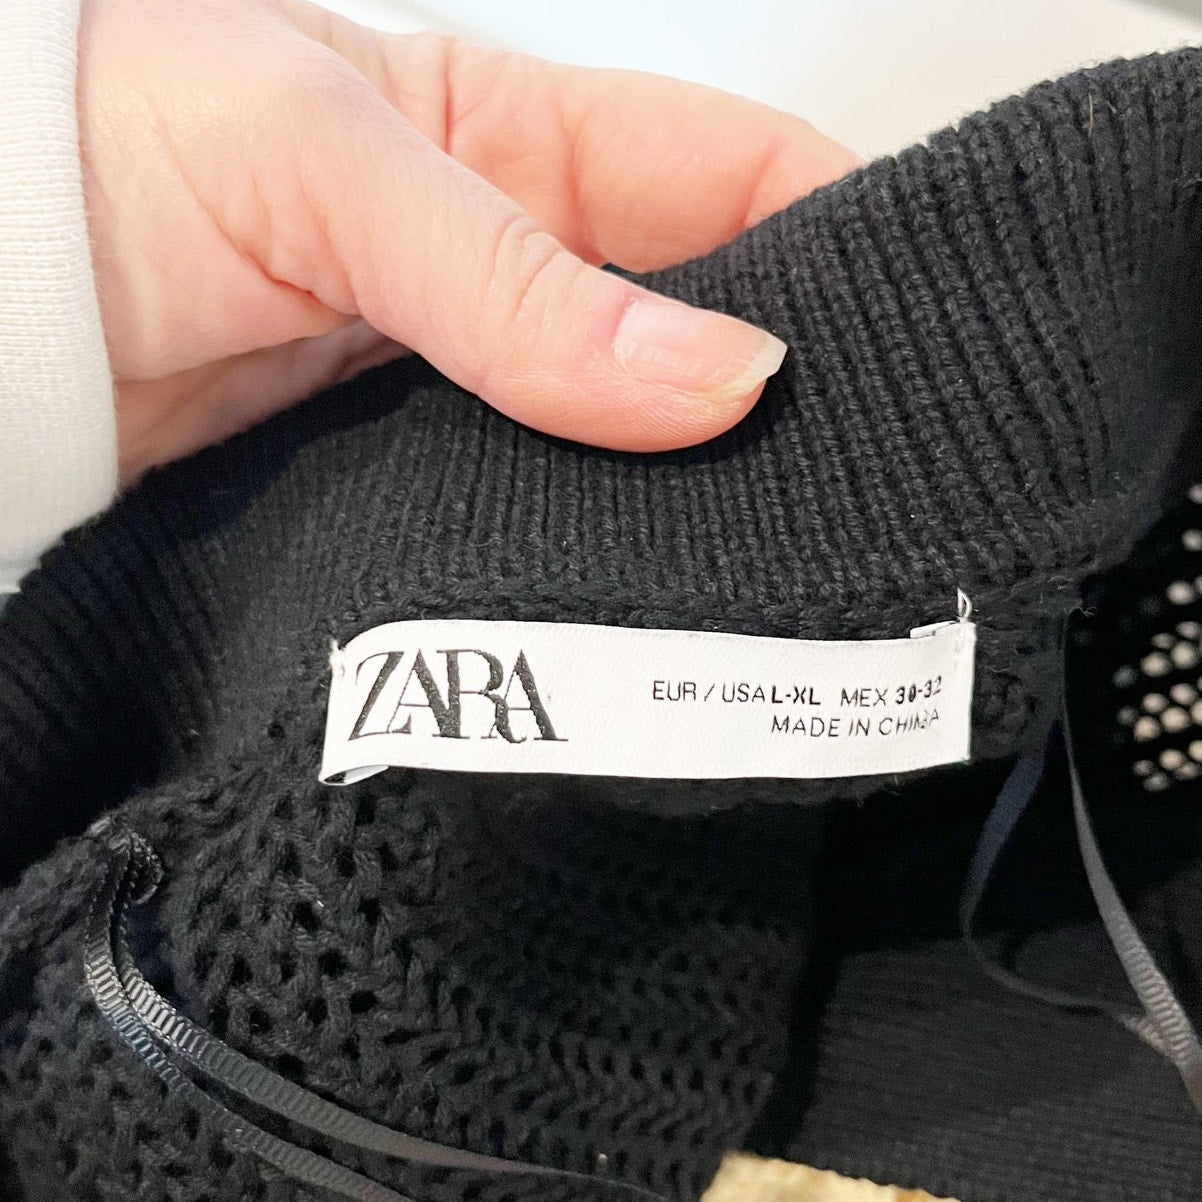 ZARA
EUR / USA L-XL MEX 30-32
MADE IN CHINA